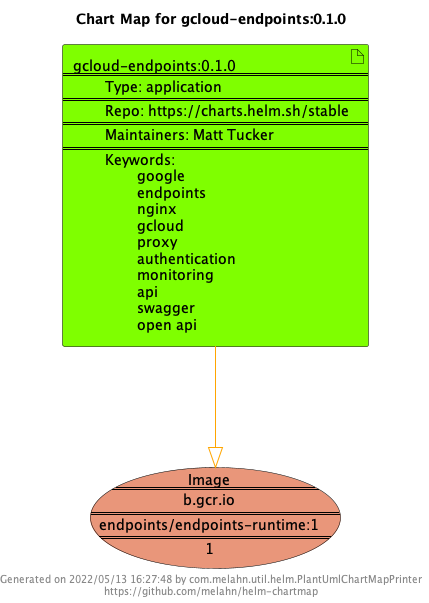 Chart Map for gcloud-endpoints:0.1.0
gcloud-endpoints:0.1.0
Type: application
Repo: https://charts.helm.sh/stable
Maintainers: Matt Tucker
Keywords:
google
endpoints
nginx
gcloud
proxy
authentication
monitoring
api
swagger
open api
Image
b.gcr.io
endpoints/endpoints-runtime:1
1
Generated on 2022/05/13 16:27:48 by com.melahn.util.helm.PlantUmlChartMapPrinter
https://github.com/melahn/helm-chartmap